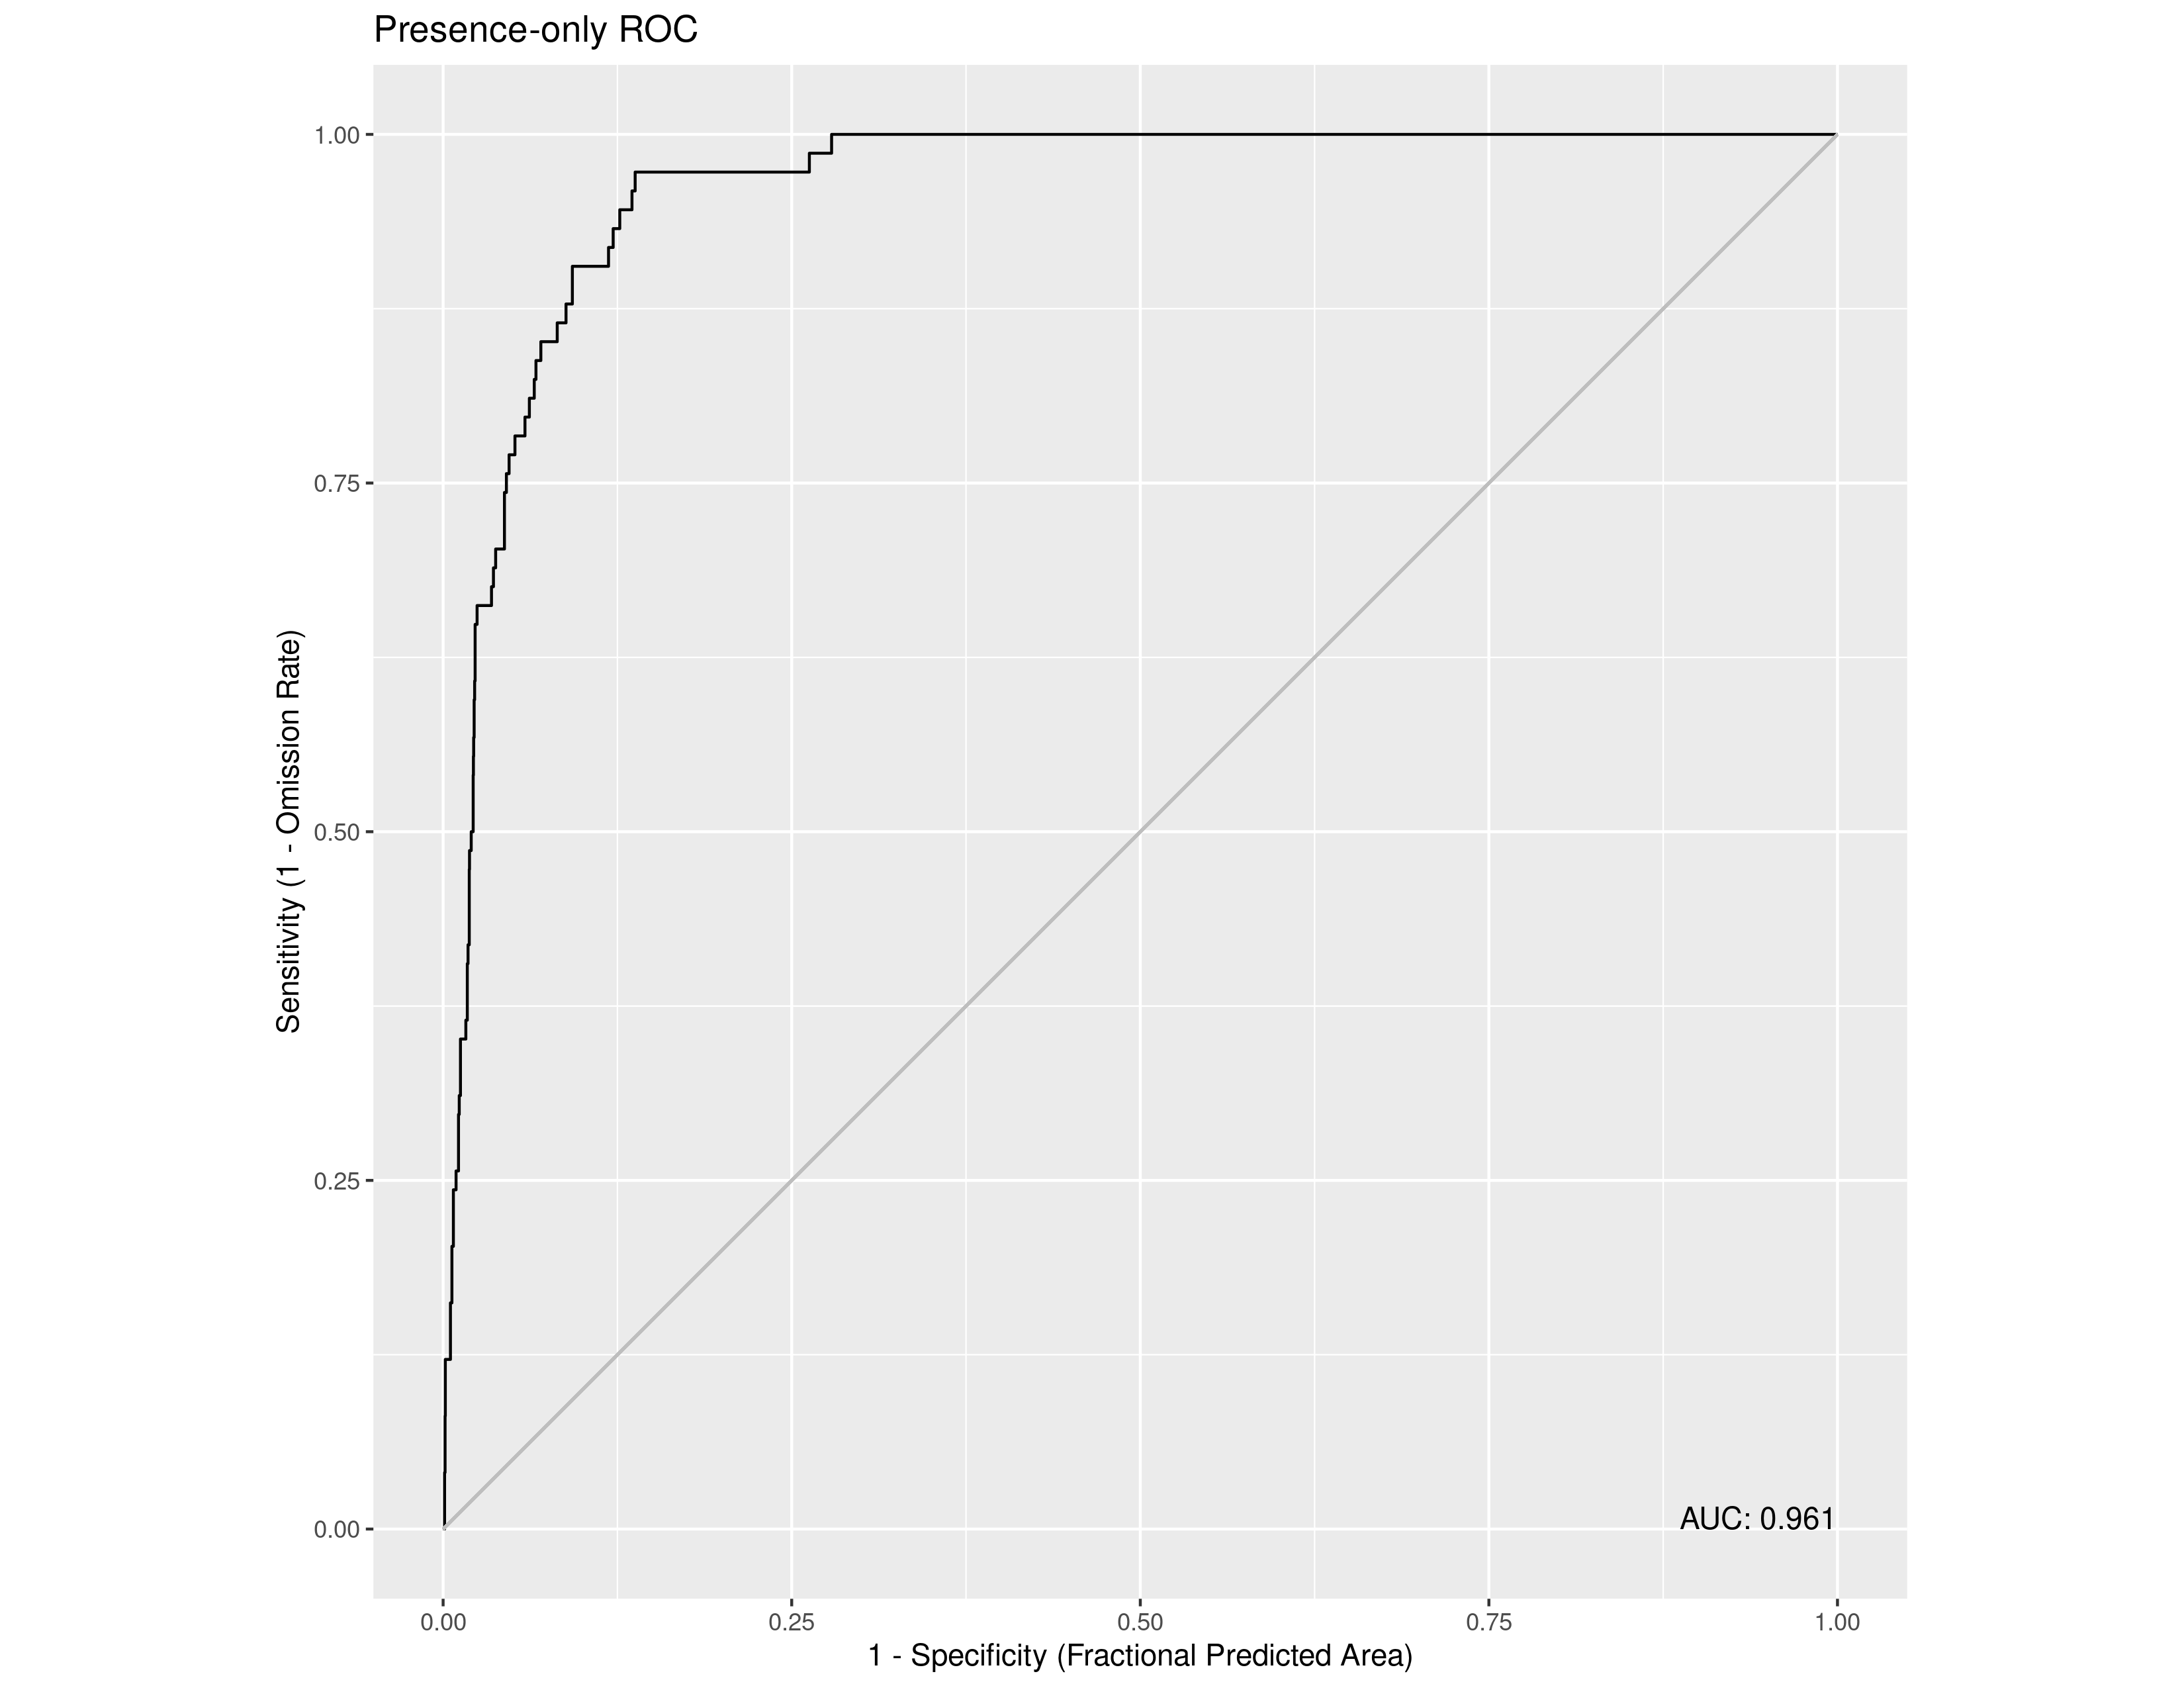 Presence-only ROC
1.00
0.75
0.50
0.25
0.00
Sensitivity (1 - Omission Rate)
AUC: 0.961
0.00 0.25 0.50 0.75 1.00
1 - Specificity (Fractional Predicted Area)